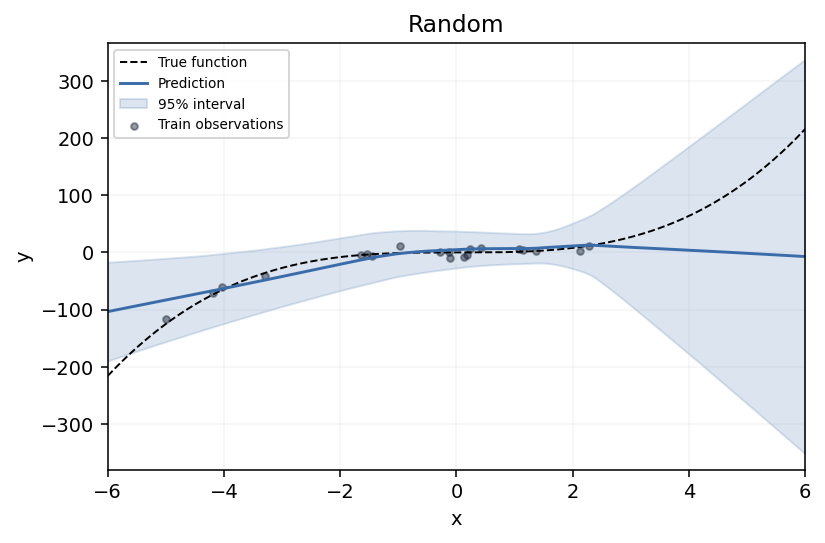 Random
True function
Prediction
95% interval
Train observations
300
200
100
0
−100
−200
−300
y
−6
−4
−2
0
2
4
6
x